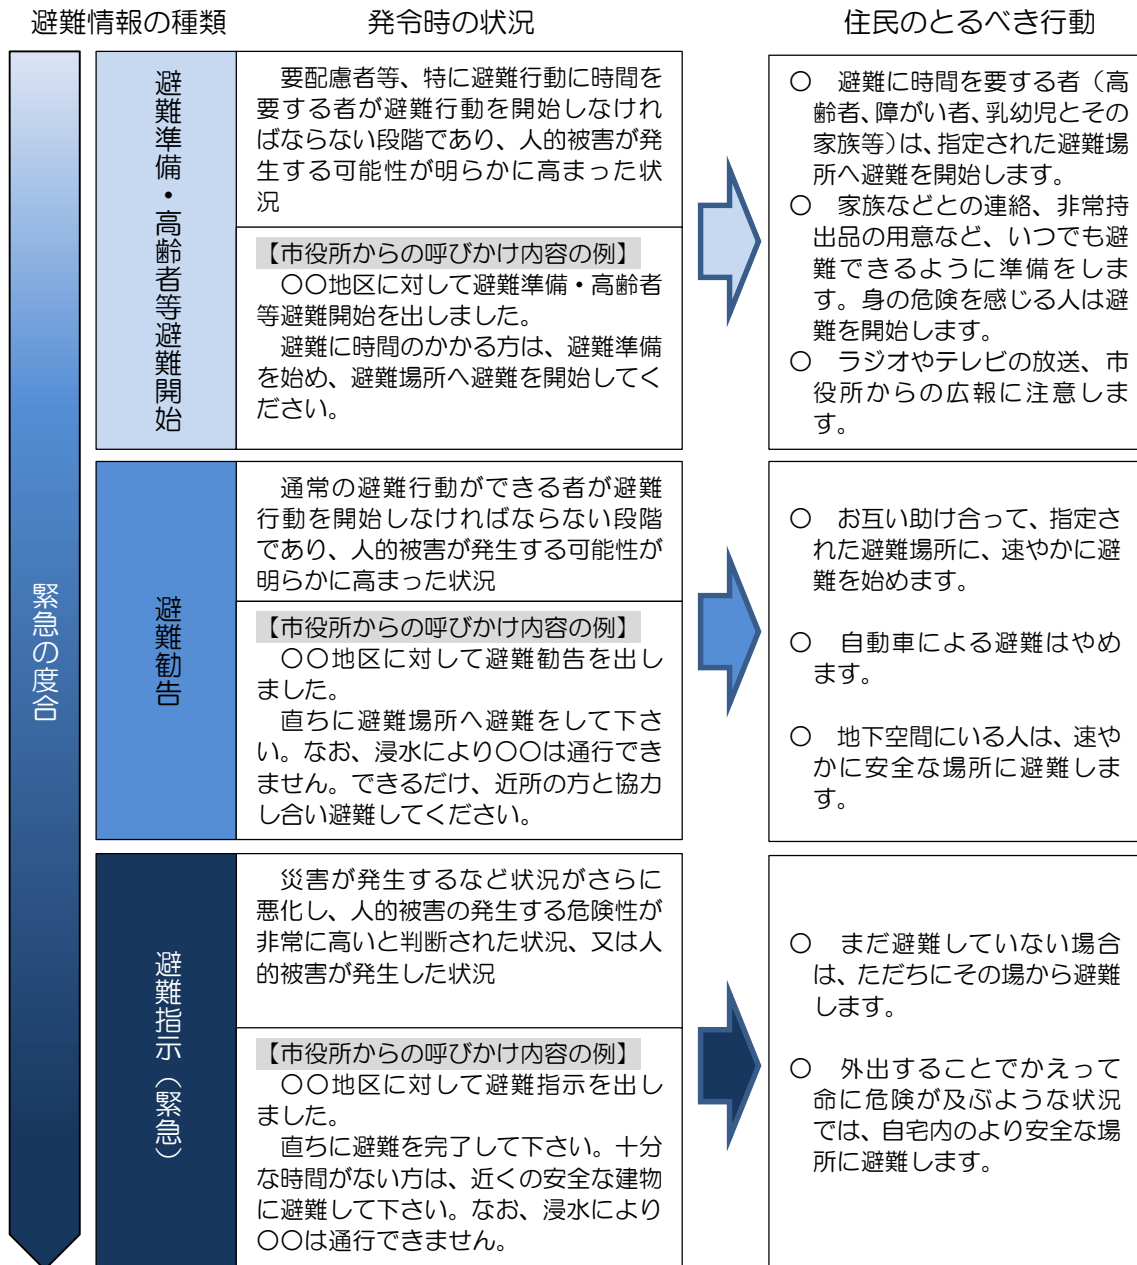 避難情報の種類
発令時の状況
住民のとるべき行動
緊急の度合
避難準備・高齢者等避難開始
要配慮者等、特に避難行動に時間を
要する者が避難行動を開始しなけれ
ばならない段階であり、人的被害が発
生する可能性が明らかに高まった状
況
【市役所からの呼びかけ内容の例】
〇〇地区に対して避難準備・高齢者
等避難開始を出しました。
避難に時間のかかる方は、避難準備
を始め、避難場所へ避難を開始してく
ださい。
〇 避難に時間を要する者（高
齢者、障がい者、乳幼児とその
家族等）は、指定された避難場
所へ避難を開始します。
〇 家族などとの連絡、非常持
出品の用意など、いつでも避
難できるように準備をしま
す。身の危険を感じる人は避
難を開始します。
〇 ラジオやテレビの放送、市
役所からの広報に注意しま
す。
避難勧告
通常の避難行動ができる者が避難
行動を開始しなければならない段階
であり、人的被害が発生する可能性が
明らかに高まった状況
【市役所からの呼びかけ内容の例】
〇〇地区に対して避難勧告を出し
ました。
直ちに避難場所へ避難をして下さ
い。なお、浸水により〇〇は通行でき
ません。できるだけ、近所の方と協力
し合い避難してください。
〇 お互い助け合って、指定さ
れた避難場所に、速やかに避
難を始めます。
〇 自動車による避難はやめ
ます。
〇 地下空間にいる人は、速や
かに安全な場所に避難しま
す。
避難指示（緊急）
災害が発生するなど状況がさらに
悪化し、人的被害の発生する危険性が
非常に高いと判断された状況、又は人
的被害が発生した状況
【市役所からの呼びかけ内容の例】
〇〇地区に対して避難指示を出し
ました。
直ちに避難を完了して下さい。十分
な時間がない方は、近くの安全な建物
に避難して下さい。なお、浸水により
〇〇は通行できません。
〇 まだ避難していない場合
は、ただちにその場から避難
します。
〇 外出することでかえって
命に危険が及ぶような状況
では、自宅内のより安全な場
所に避難します。